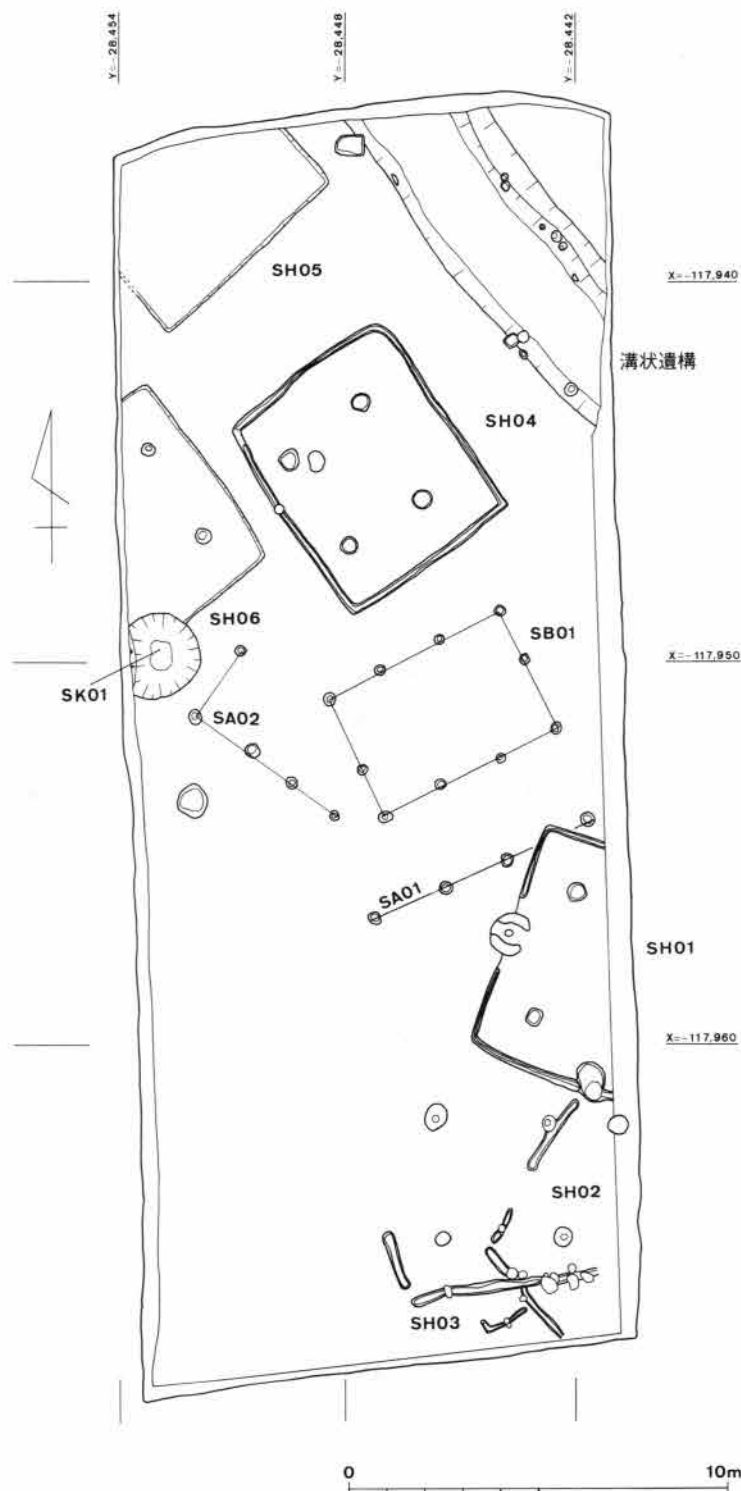 Y=-28,454
Y=-28,448
Y=-28,442
SH05
X=-117,940
溝状遺構
SH04
SH06
SB01
X=-117,950
SK01
SA02
SA01
SH01
X=-117,960
SH02
SH03
0
10m